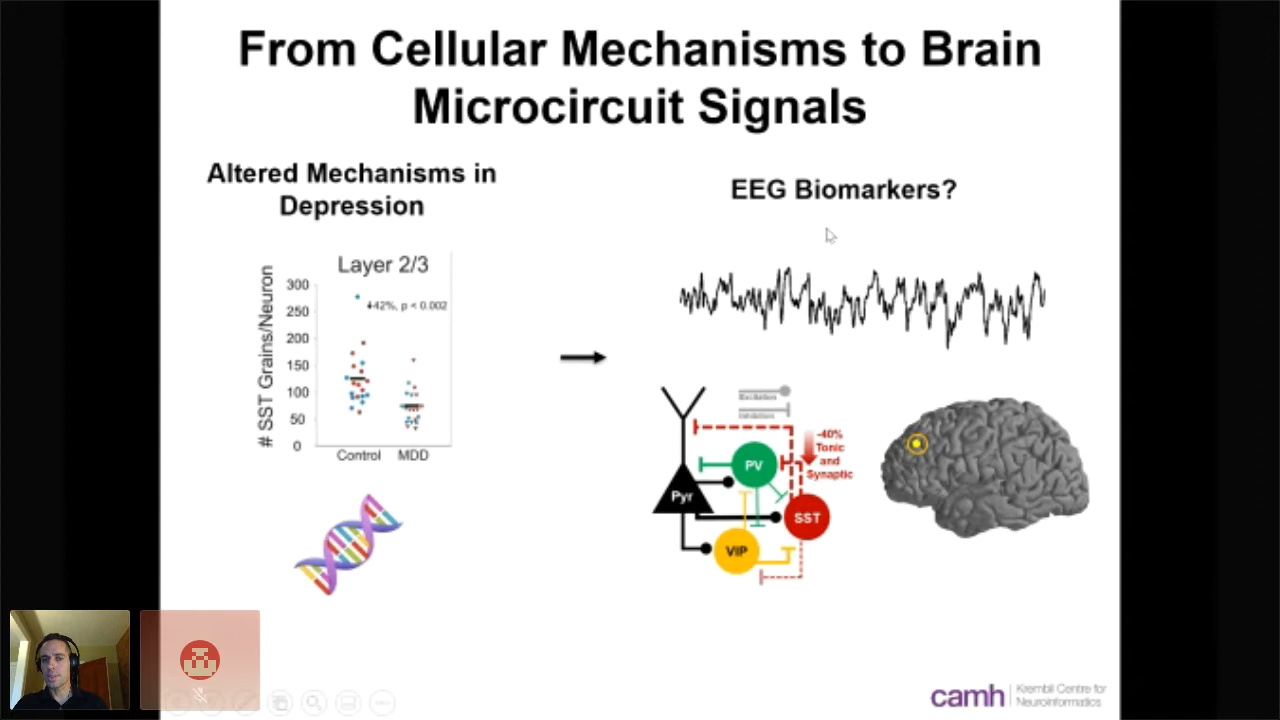 From Cellular Mechanisms to Brain
Microcircuit Signals
Altered Mechanisms in
Depression
EEG Biomarkers?
Layer 2/3
# SST Grains/Neuron
300
250
200
150
100
50
0
↓42%, p < 0.002
Control
MDD
Excitation
Inhibition
-40%
Tonic
and
Synaptic
PV
Pyr
SST
VIP
camh
Krembil Centre for
Neuroinformatics